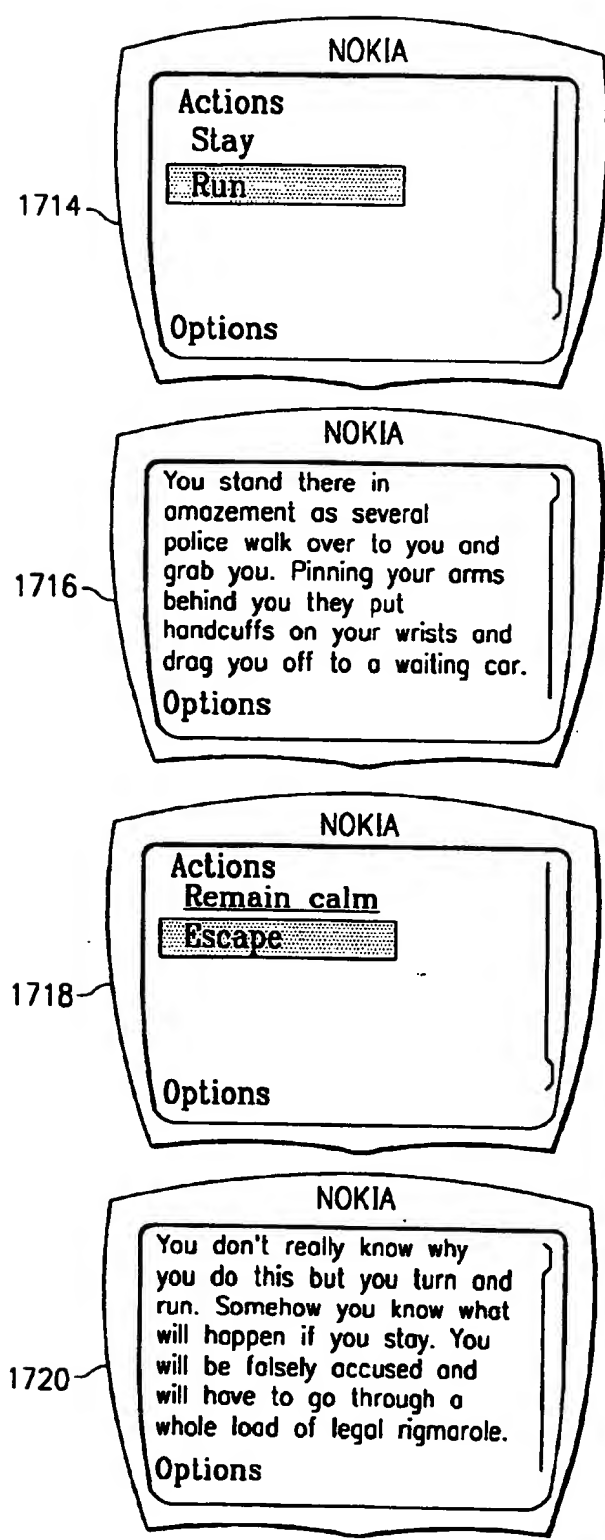 NOKIA
Actions
Stay
Run
1714
Options
NOKIA
You stand there in
amazement as several
police walk over to you and
grab you. Pinning your arms
1716
behind you they put
handcuffs on your wrists and
drag you off to a waiting car.
Options
NOKIA
Actions
Remain calm
Escape
1718
Options
NOKIA
You don't really know why
you do this but you turn and
run. Somehow you know what
will happen if you stay. You
will be falsely accused and
1720
will have to go through a
whole load of legal rigmarole.
Options